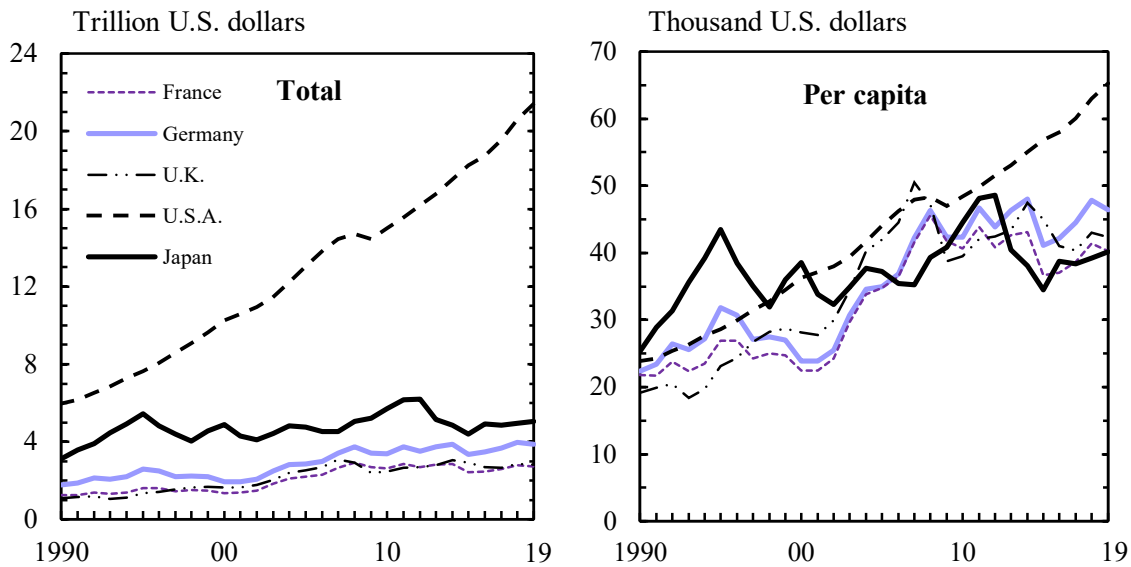 Trillion U.S. dollars
24
20
16
12
8
4
0
1990 00 10 19
Total
France
Germany
U.K.
U.S.A.
Japan
Thousand U.S. dollars
70
60
50
40
30
20
10
0
1990 00 10 19
Per capita